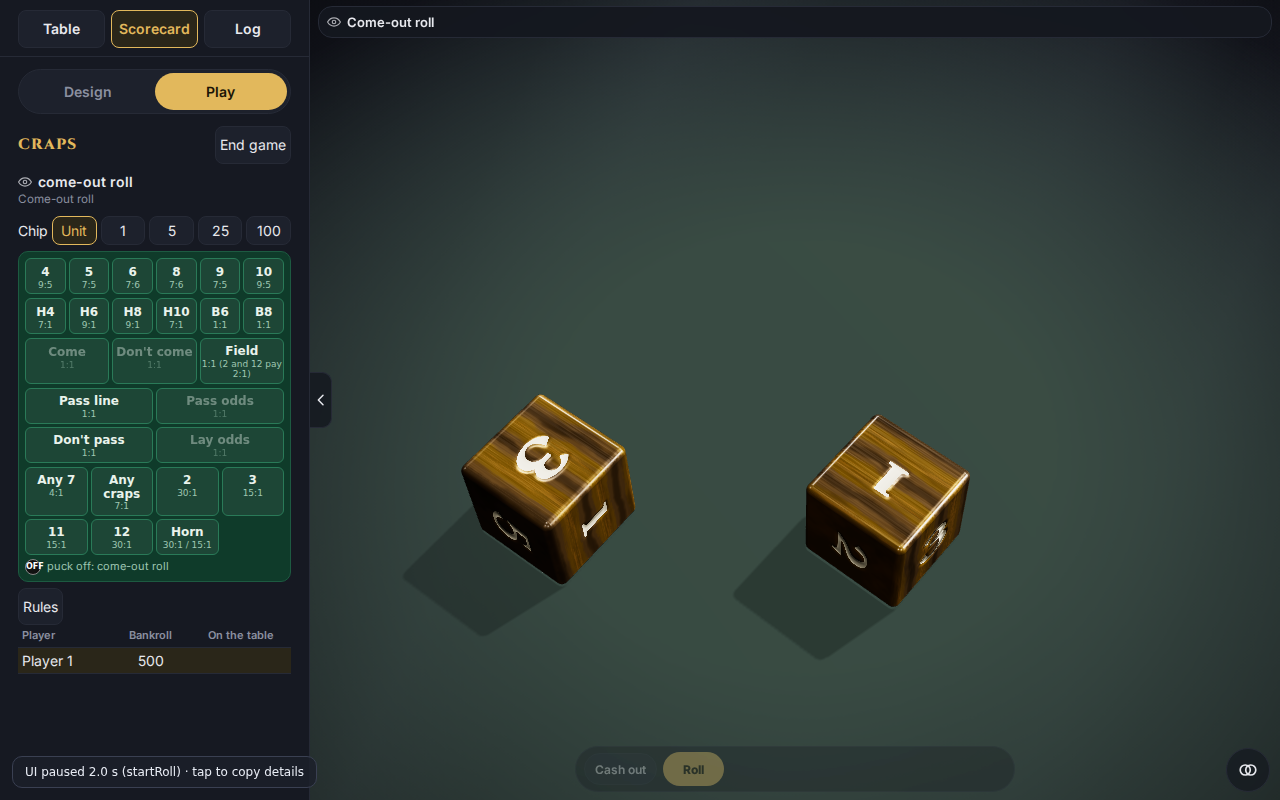 Table Scorecard Log
Come-out roll
Design Play
CRAPS
End game
come-out roll
Come-out roll
Chip Unit 1 5 25 100
4 5 6 8 9 10
9:5 7:5 7:6 7:6 7:5 9:5
H4 H6 H8 H10 B6 B8
7:1 9:1 9:1 7:1 1:1 1:1
Come Don't come Field
1:1 1:1 1:1 (2 and 12 pay
2:1)
Pass line Pass odds
1:1 1:1
Don't pass Lay odds
1:1 1:1
Any 7 Any
craps 2 3
4:1 7:1 30:1 15:1
11 12 Horn
15:1 30:1 30:1 / 15:1
OFF puck off: come-out roll
Rules
Player Bankroll On the table
Player 1 500
3 1
5 1 2
UI paused 2.0 s (startRoll) · tap to copy details
Cash out Roll